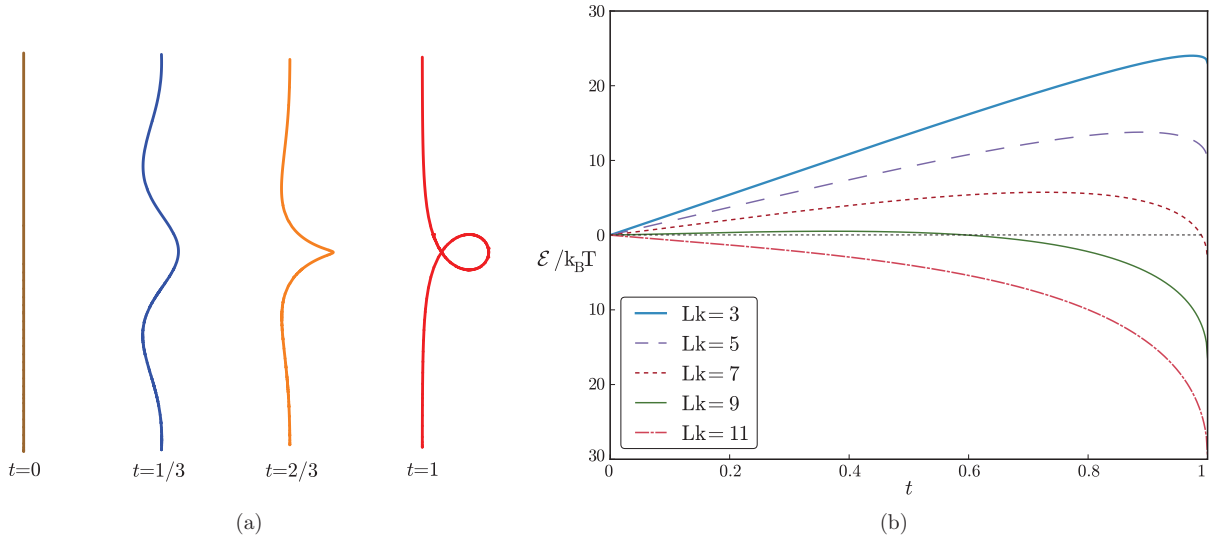 t=0
t=1/3
t=2/3
t=1
(a)
30
20
10
0
10
20
30
ℰ/k_BT
Lk= 3
Lk= 5
Lk= 7
Lk= 9
Lk= 11
0
0.2
0.4
0.6
0.8
1
t
(b)